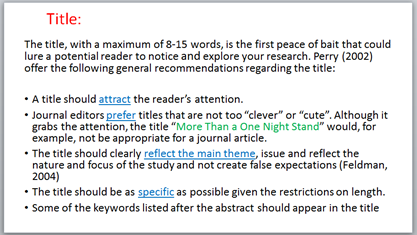 Title:
The title, with a maximum of 8-15 words, is the first peace of bait that could
lure a potential reader to notice and explore your research. Perry (2002)
offer the following general recommendations regarding the title:
• A title should attract the reader's attention.
• Journal editors prefer titles that are not too "clever" or "cute". Although it
grabs the attention, the title "More Than a One Night Stand" would, for
example, not be appropriate for a journal article.
• The title should clearly reflect the main theme, issue and reflect the
nature and focus of the study and not create false expectations (Feldman,
2004)
• The title should be as specific as possible given the restrictions on length.
• Some of the keywords listed after the abstract should appear in the title